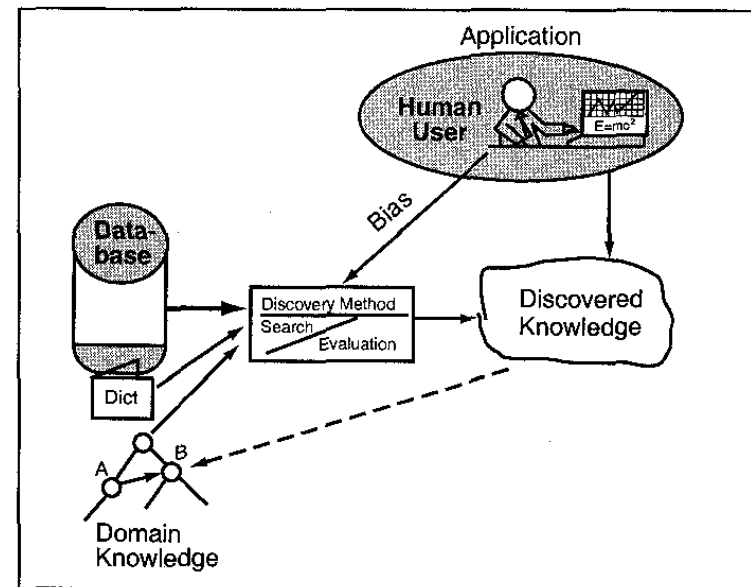 Application
Human
User
E=mc²
Bias
Data-
base
Discovery Method
Search
Evaluation
Discovered
Knowledge
Dict
A
B
Domain
Knowledge